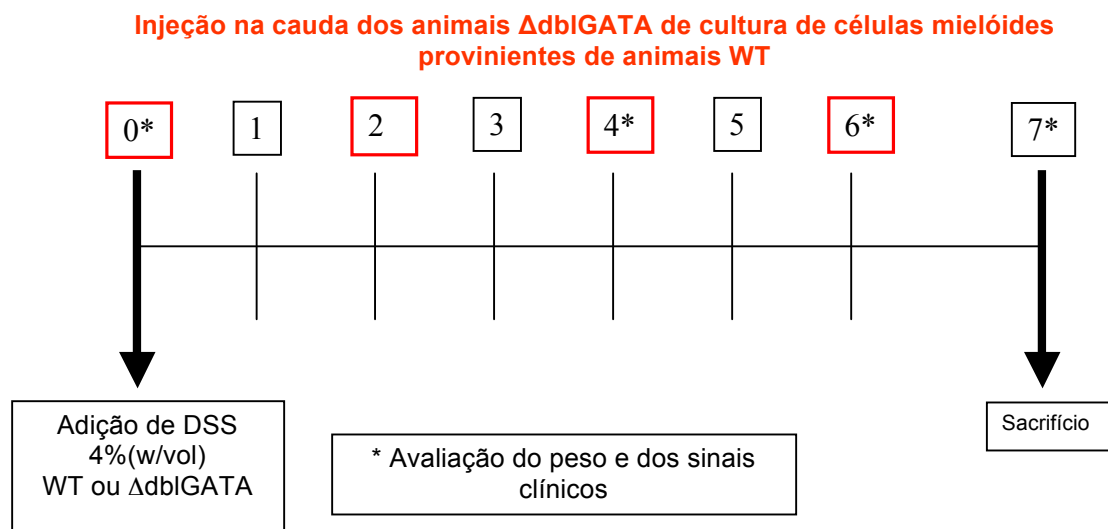 Injeção na cauda dos animais ΔdblGATA de cultura de células mielóides
provinientes de animais WT
0* 1 2 3 4* 5 6* 7*
Adição de DSS
4%(w/vol)
WT ou ΔdblGATA
* Avaliação do peso e dos sinais
clínicos
Sacrifício